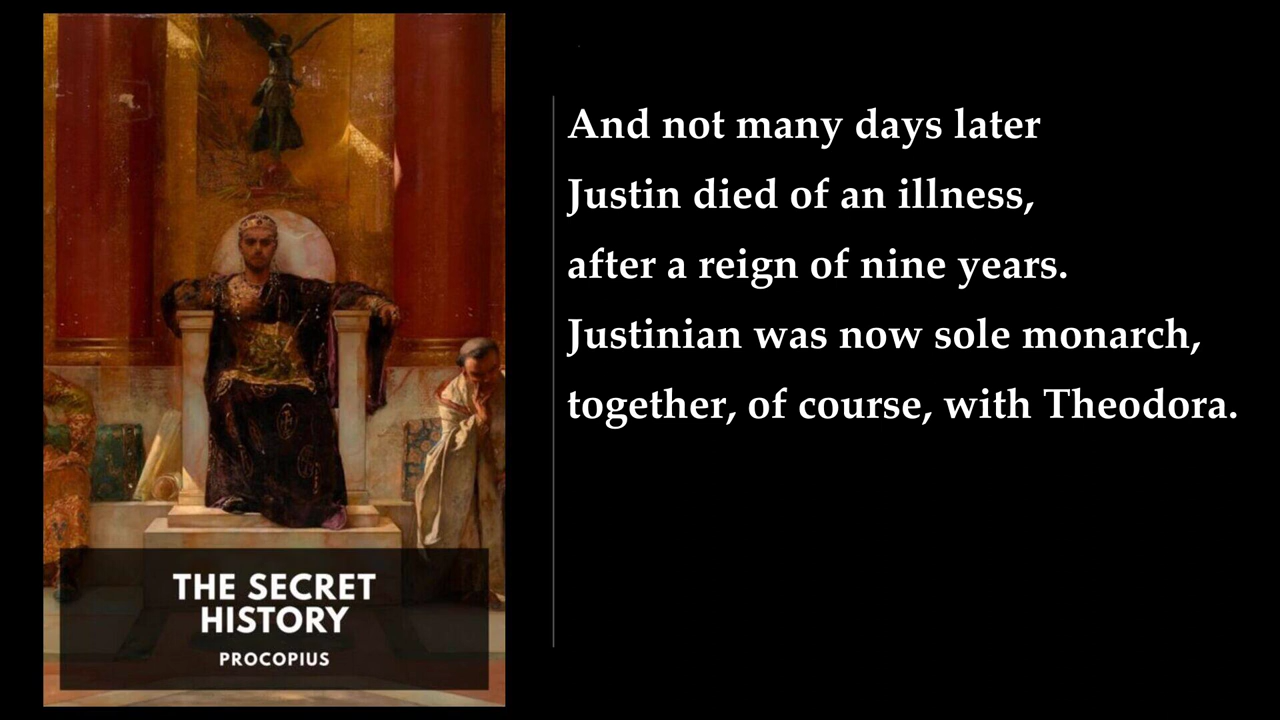 THE SECRET
HISTORY
PROCOPIUS
And not many days later
Justin died of an illness,
after a reign of nine years.
Justinian was now sole monarch,
together, of course, with Theodora.